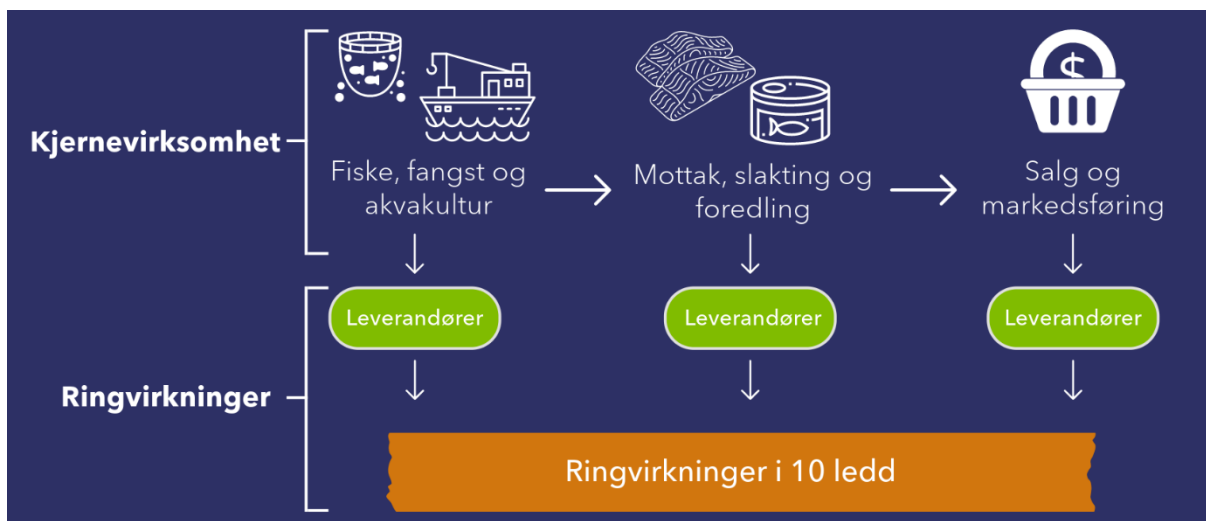 Kjernevirksomhet
Fiske, fangst og
akvakultur
Mottak, slakting og
foredling
$
Salg og
markedsføring
Ringvirkninger
Leverandører
Leverandører
Leverandører
Ringvirkninger i 10 ledd